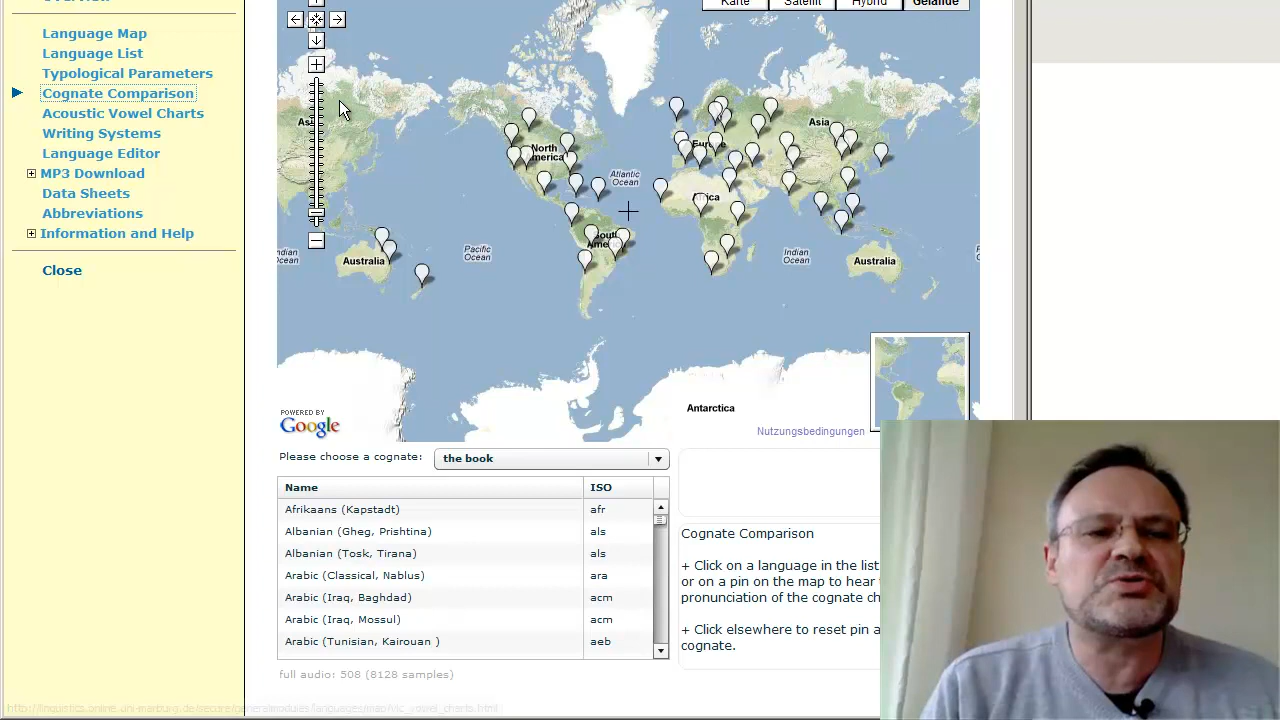 Karte
Satellit
Hybrid
Gelände
Language Map
Language List
Typological Parameters
Cognate Comparison
Acoustic Vowel Charts
Writing Systems
Language Editor
MP3 Download
Data Sheets
Abbreviations
Information and Help
Close
North America
Atlantic Ocean
Asia
Africa
Pacific Ocean
Australia
Indian Ocean
Australia
Antarctica
POWERED BY
Google
Nutzungsbedingungen
Please choose a cognate:
the book
Name ISO
Afrikaans (Kapstadt) afr
Albanian (Gheg, Prishtina) als
Albanian (Tosk, Tirana) als
Arabic (Classical, Nablus) ara
Arabic (Iraq, Baghdad) acm
Arabic (Iraq, Mossul) acm
Arabic (Tunisian, Kairouan ) aeb
full audio: 508 (8128 samples)
Cognate Comparison
+ Click on a language in the list
or on a pin on the map to hear
pronunciation of the cognate
+ Click elsewhere to reset pin
cognate.